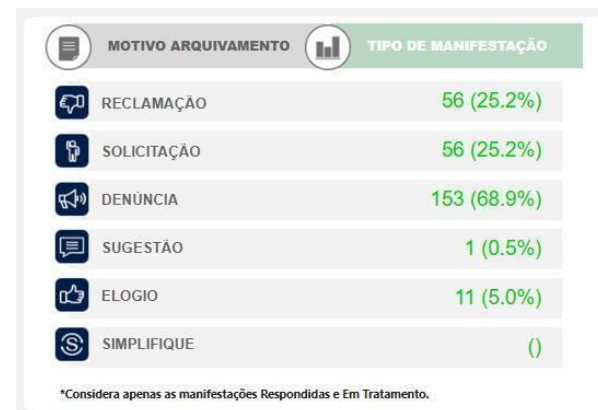 MOTIVO ARQUIVAMENTO TIPO DE MANIFESTAÇÃO
RECLAMAÇÃO 56 (25.2%)
SOLICITAÇÃO 56 (25.2%)
DENÚNCIA 153 (68.9%)
SUGESTÃO 1 (0.5%)
ELOGIO 11 (5.0%)
SIMPLIFIQUE ()
*Considera apenas as manifestações Respondidas e Em Tratamento.